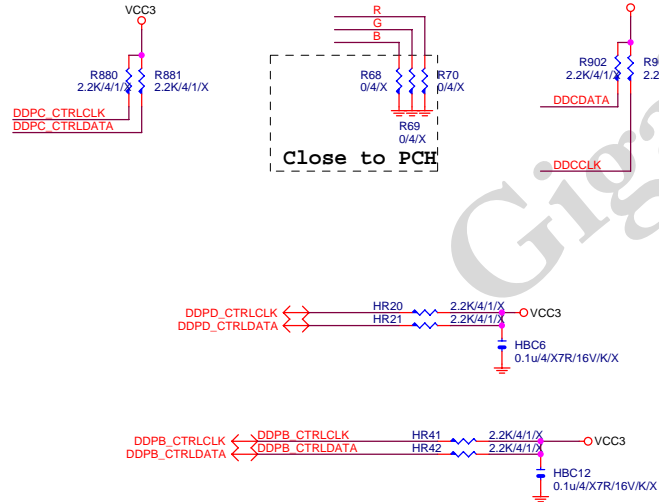 VCC3
R880
2.2K/4/1/X
R881
2.2K/4/1/X
DDPC_CTRLCLK
DDPC_CTRLDATA
R
G
B
R68
0/4/X
R70
0/4/X
R69
0/4/X
Close to PCH
R902
2.2K/4/1/X
DDCDATA
DDCCLK
DDPD_CTRLCLK
HR20
2.2K/4/1/X
VCC3
DDPD_CTRLDATA
HR21
2.2K/4/1/X
HBC6
0.1u/4/X7R/16V/K/X
DDPB_CTRLCLK
DDPB_CTRLCLK
HR41
2.2K/4/1/X
VCC3
DDPB_CTRLDATA
DDPB_CTRLDATA
HR42
2.2K/4/1/X
HBC12
0.1u/4/X7R/16V/K/X